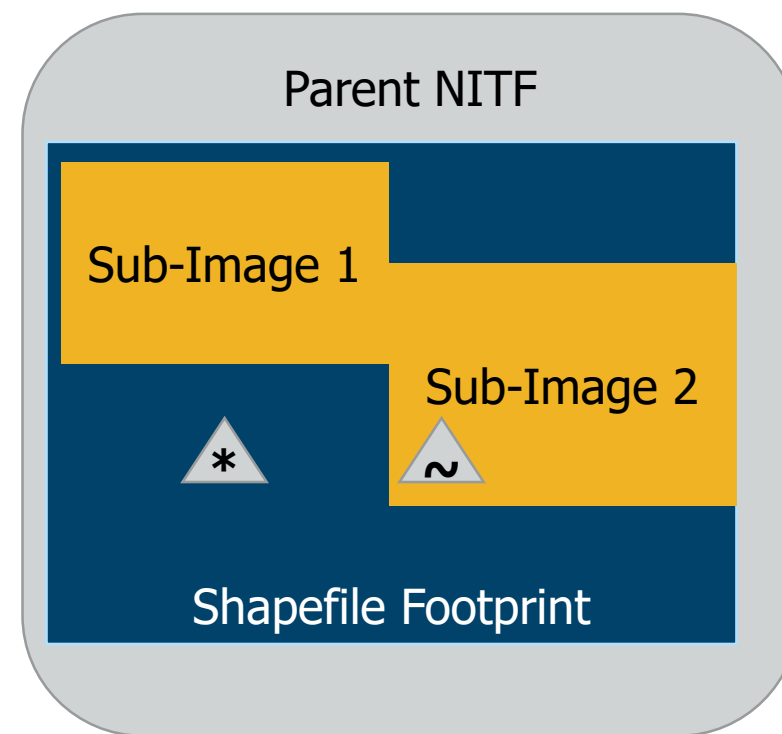 Parent NITF
Sub-Image 1
Sub-Image 2
*
~
Shapefile Footprint